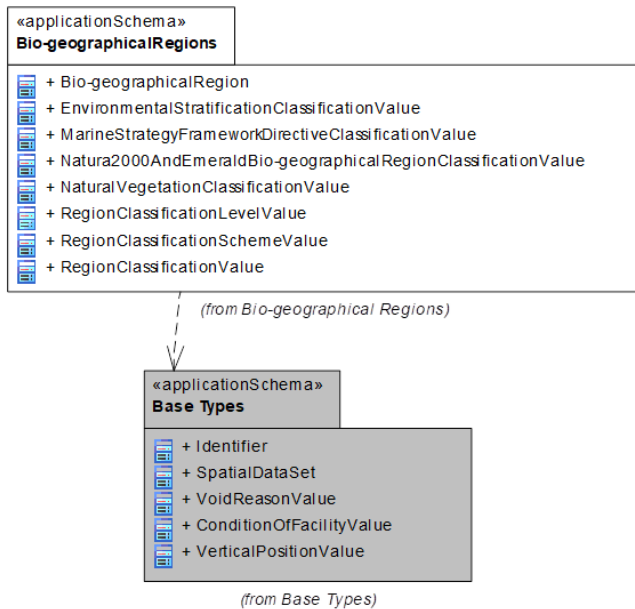 «applicationSchema»
Bio-geographicalRegions
+ Bio-geographicalRegion
+ EnvironmentalStratificationClassificationValue
+ MarineStrategyFrameworkDirectiveClassificationValue
+ Natura2000AndEmeraldBio-geographicalRegionClassificationValue
+ NaturalVegetationClassificationValue
+ RegionClassificationLevelValue
+ RegionClassificationSchemeValue
+ RegionClassificationValue
(from Bio-geographical Regions)
«applicationSchema»
Base Types
+ Identifier
+ SpatialDataSet
+ VoidReasonValue
+ ConditionOfFacilityValue
+ VerticalPositionValue
(from Base Types)